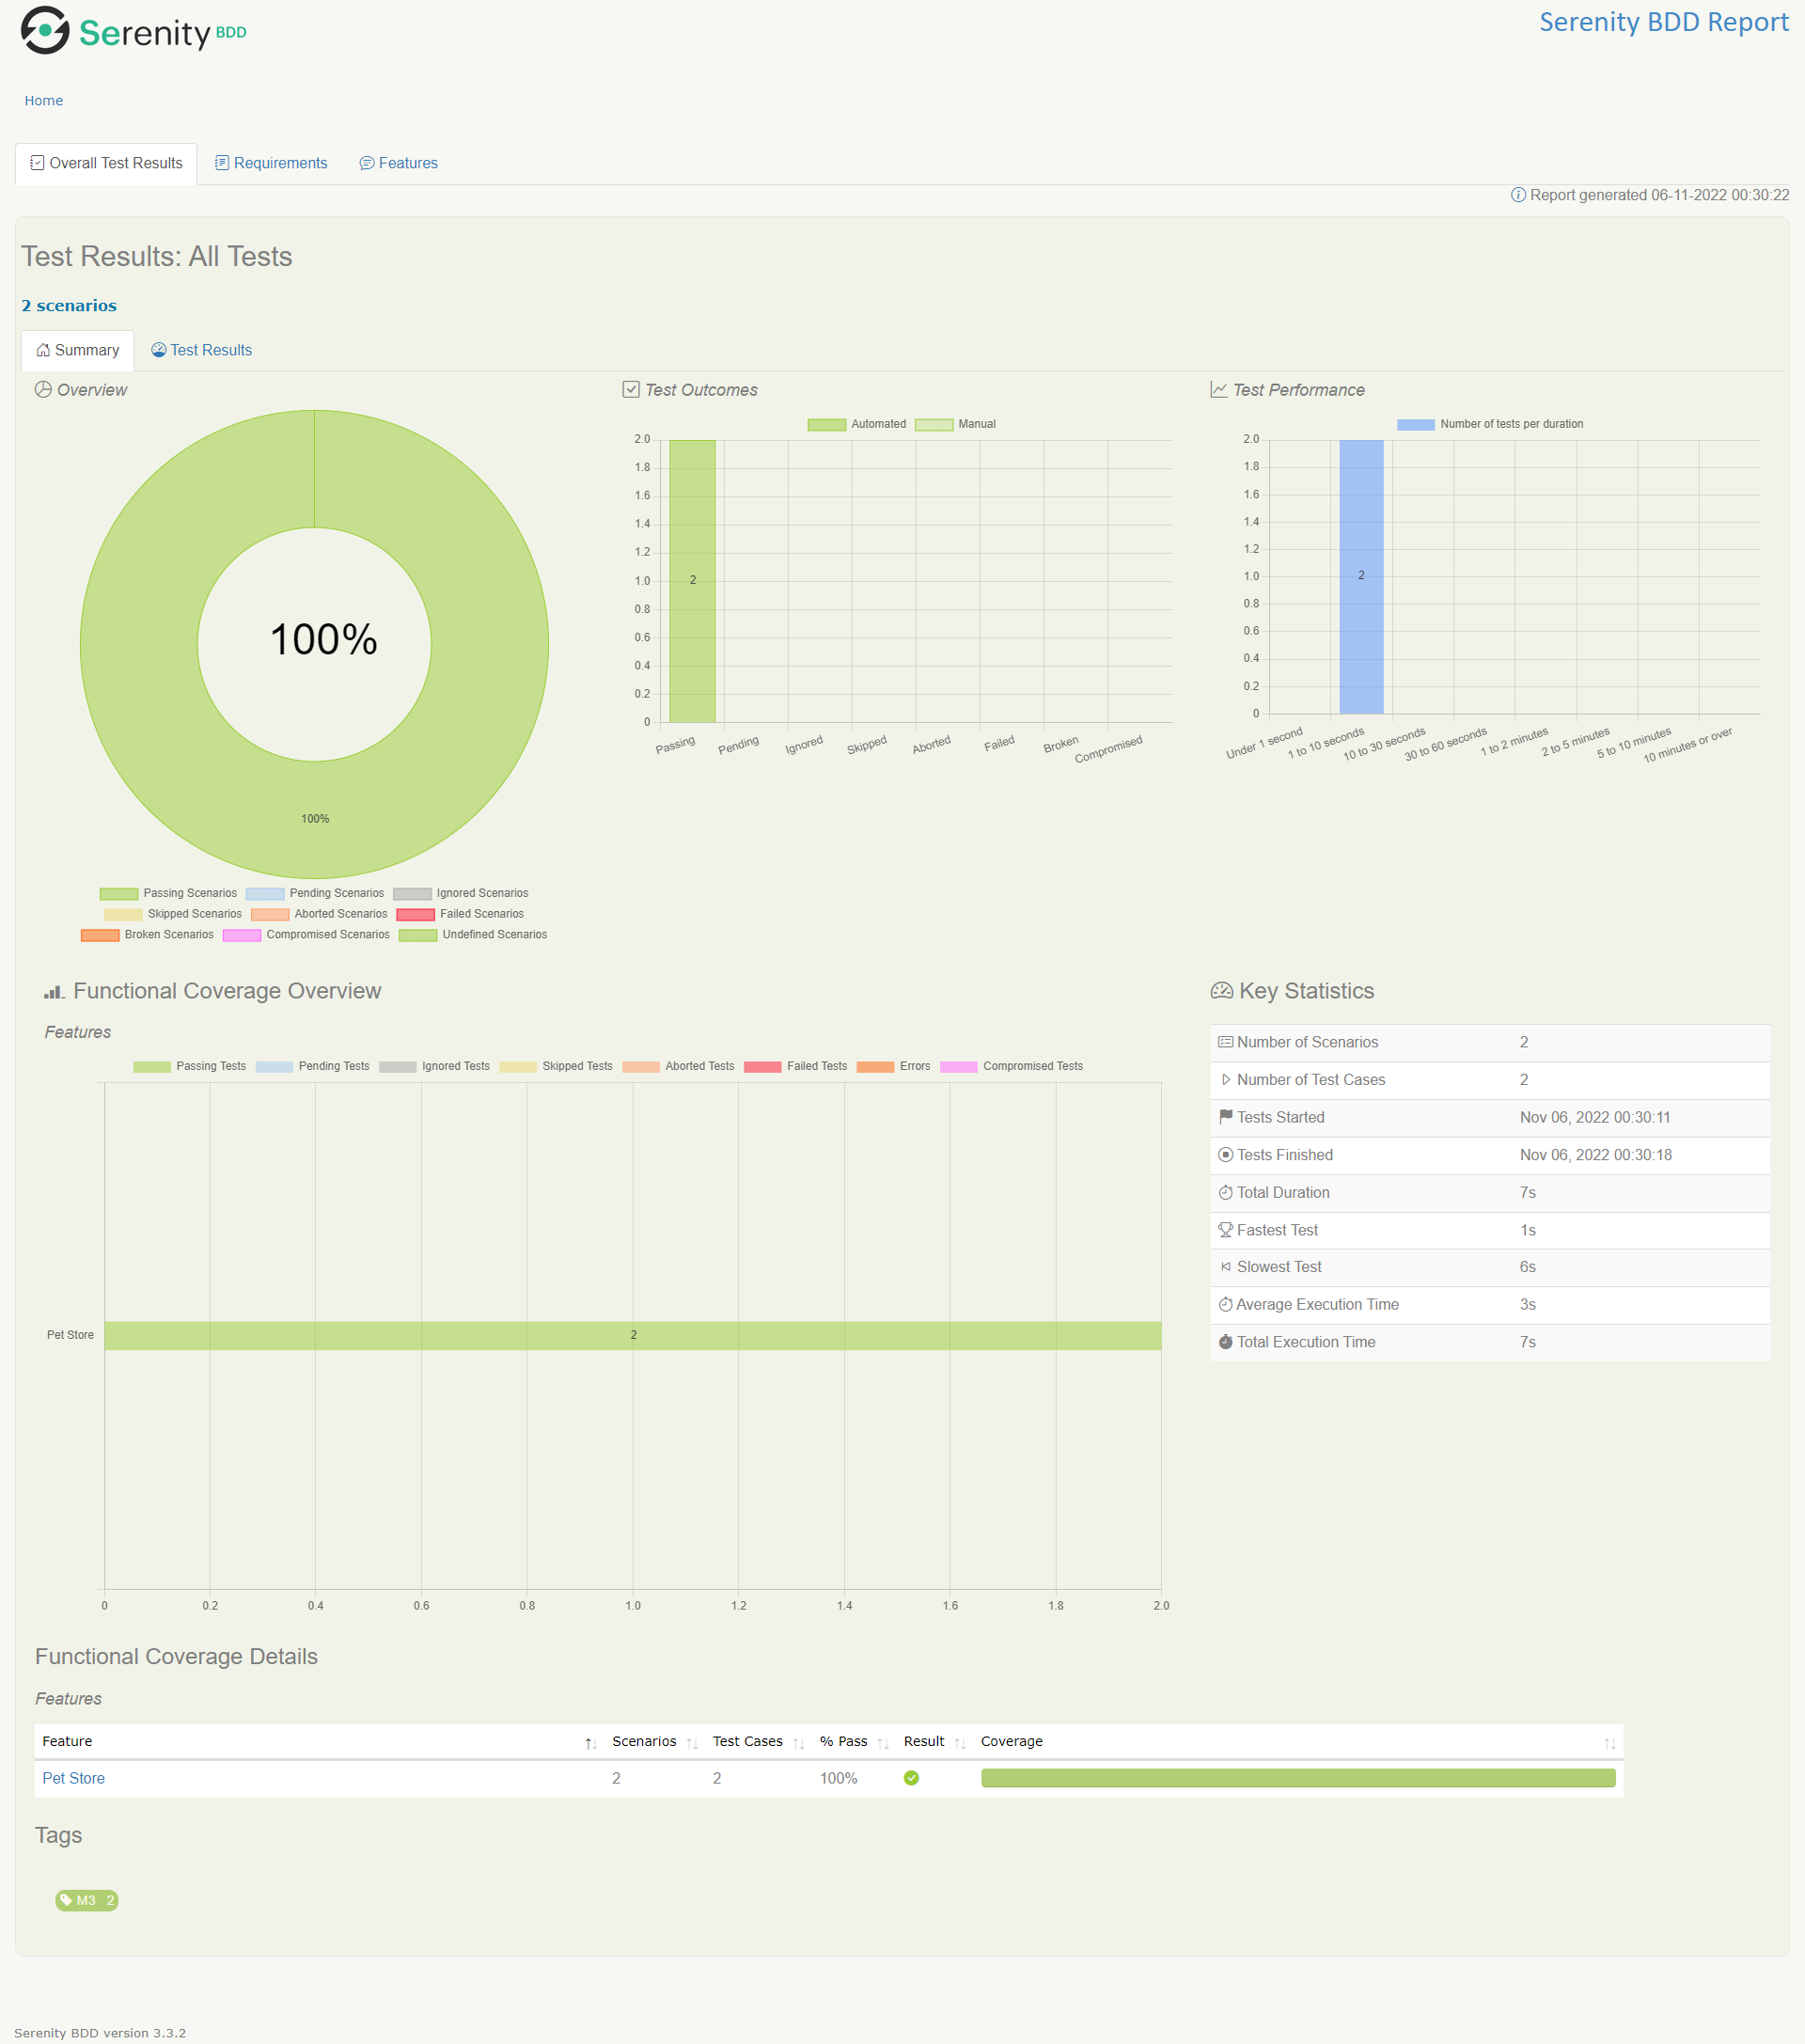 Serenity BDD
Serenity BDD Report
Home
Overall Test Results Requirements Features
Report generated 06-11-2022 00:30:22
Test Results: All Tests
2 scenarios
Summary Test Results
Overview
100%
100%
Passing Scenarios Pending Scenarios Ignored Scenarios
Skipped Scenarios Aborted Scenarios Failed Scenarios
Broken Scenarios Compromised Scenarios Undefined Scenarios
Test Outcomes
Automated Manual
2.0
1.8
1.6
1.4
1.2
1.0
0.8
0.6
0.4
0.2
0
2
Passing Pending Ignored Skipped Aborted Failed Broken Compromised
Test Performance
Number of tests per duration
2.0
1.8
1.6
1.4
1.2
1.0
0.8
0.6
0.4
0.2
0
2
Under 1 second 1 to 10 seconds 10 to 30 seconds 30 to 60 seconds 1 to 2 minutes 2 to 5 minutes 5 to 10 minutes 10 minutes or over
Functional Coverage Overview
Features
Passing Tests Pending Tests Ignored Tests Skipped Tests Aborted Tests Failed Tests Errors Compromised Tests
Pet Store 2
0 0.2 0.4 0.6 0.8 1.0 1.2 1.4 1.6 1.8 2.0
Key Statistics
Number of Scenarios 2
Number of Test Cases 2
Tests Started Nov 06, 2022 00:30:11
Tests Finished Nov 06, 2022 00:30:18
Total Duration 7s
Fastest Test 1s
Slowest Test 6s
Average Execution Time 3s
Total Execution Time 7s
Functional Coverage Details
Features
Feature Scenarios Test Cases % Pass Result Coverage
Pet Store 2 2 100%
Tags
M3 2
Serenity BDD version 3.3.2